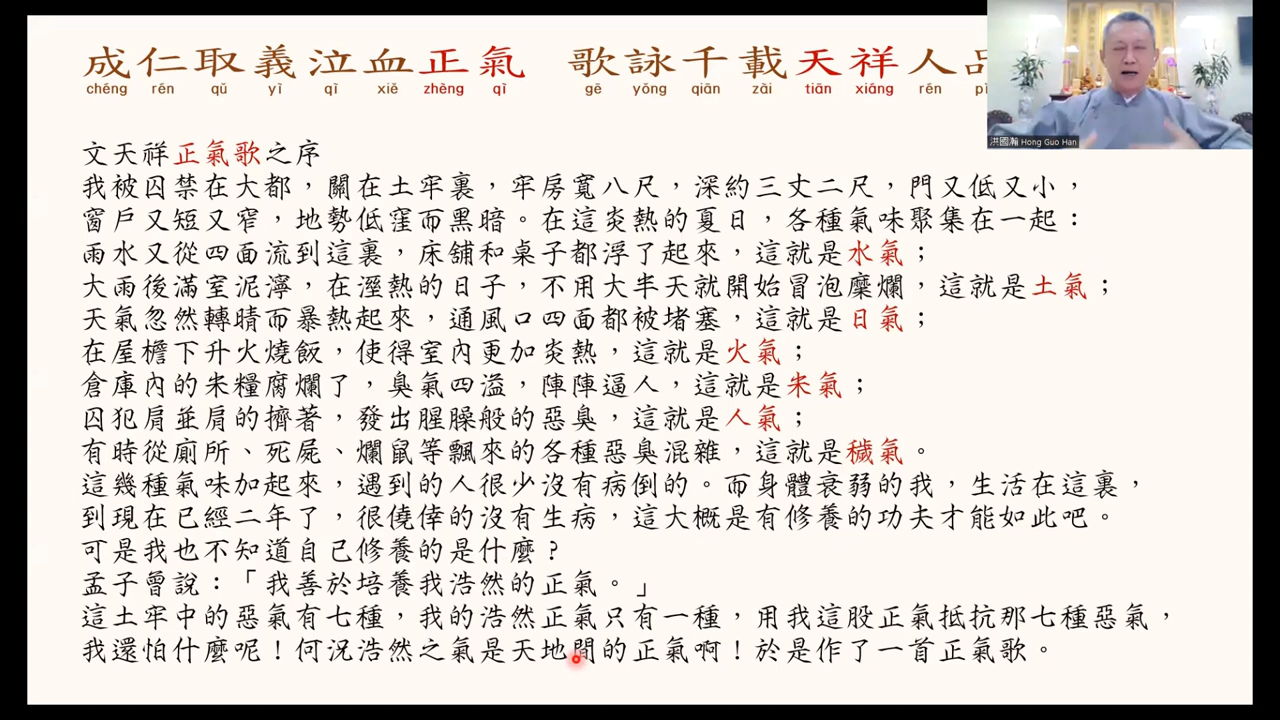 成仁取義泣血正氣 歌詠千載天祥人品
chéng rén qǔ yì qì xiě zhèng qì gē yǒng qiān zài tiān xiáng rén
洪國瀚 Hong Guo Han
文天祥正氣歌之序
我被囚禁在大都，關在土牢裏，牢房寬八尺，深約三丈二尺，門又低又小，
窗戶又短又窄，地勢低窪而黑暗。在這炎熱的夏日，各種氣味聚集在一起：
雨水又從四面流到這裏，床舖和桌子都浮了起來，這就是水氣；
大雨後滿室泥濘，在溼熱的日子，不用大半天就開始冒泡糜爛，這就是土氣；
天氣忽然轉晴而暴熱起來，通風口四面都被堵塞，這就是日氣；
在屋檐下升火燒飯，使得室內更加炎熱，這就是火氣；
倉庫內的米糧腐爛了，臭氣四溢，陣陣逼人，這就是米氣；
囚犯肩並肩的擠著，發出腥臊般的惡臭，這就是人氣；
有時從廁所、死屍、爛鼠等飄來的各種惡臭混雜，這就是穢氣。
這幾種氣味加起來，遇到的人很少沒有病倒的。而身體衰弱的我，生活在這裏，
到現在已經二年了，很僥倖的沒有生病，這大概是有修養的功夫才能如此吧。
可是我也不知道自己修養的是什麼？
孟子曾說：「我善於培養我浩然的正氣。」
這土牢中的惡氣有七種，我的浩然正氣只有一種，用我這股正氣抵抗那七種惡氣，
我還怕什麼呢！何況浩然之氣是天地間的正氣啊！於是作了一首正氣歌。